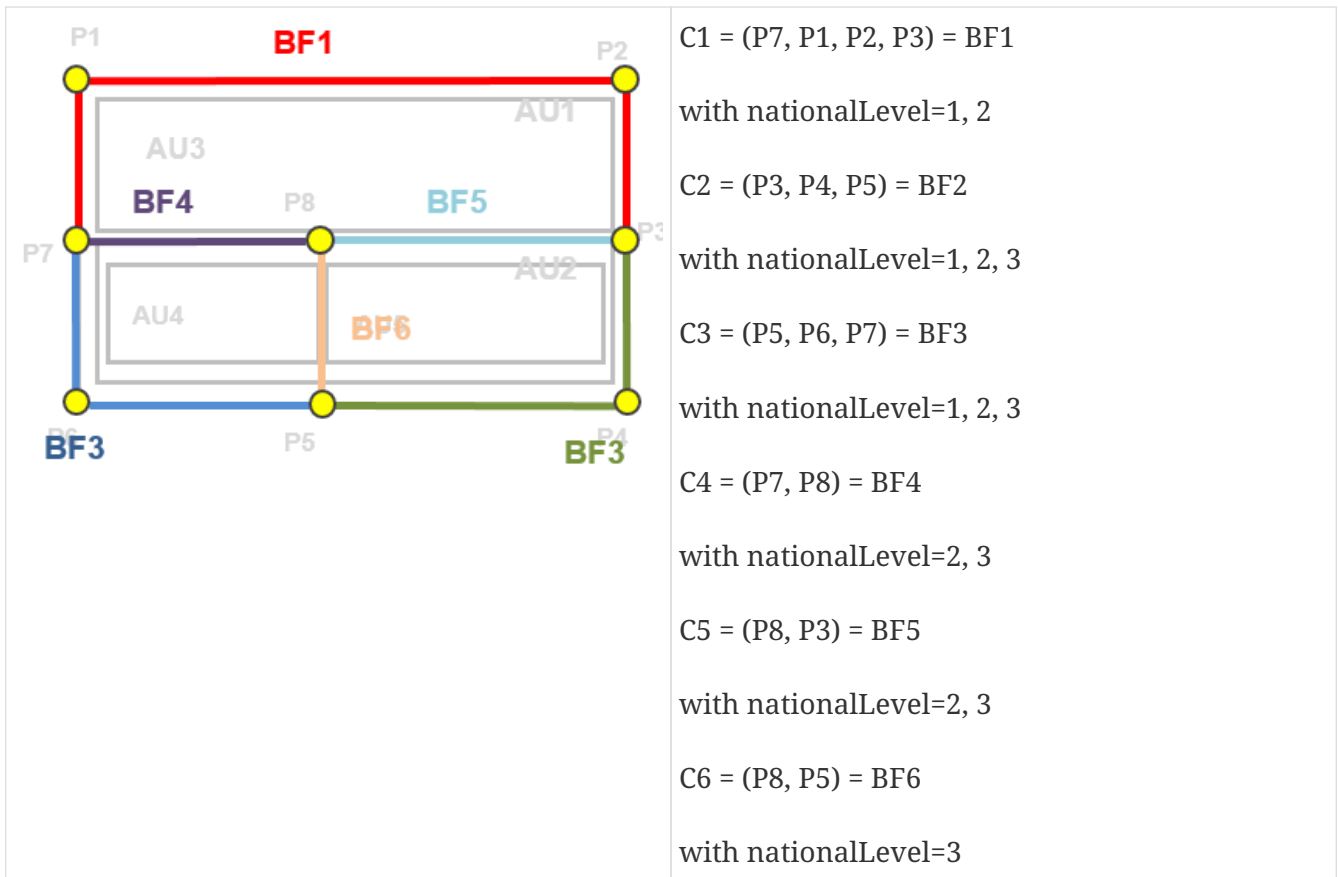 P1
BF1
P2
AU1
AU3
BF4
P8
BF5
P3
P7
AU2
AU4
BF6
P6
BF3
P5
P4
BF3
C1 = (P7, P1, P2, P3) = BF1
with nationalLevel=1, 2
C2 = (P3, P4, P5) = BF2
with nationalLevel=1, 2, 3
C3 = (P5, P6, P7) = BF3
with nationalLevel=1, 2, 3
C4 = (P7, P8) = BF4
with nationalLevel=2, 3
C5 = (P8, P3) = BF5
with nationalLevel=2, 3
C6 = (P8, P5) = BF6
with nationalLevel=3